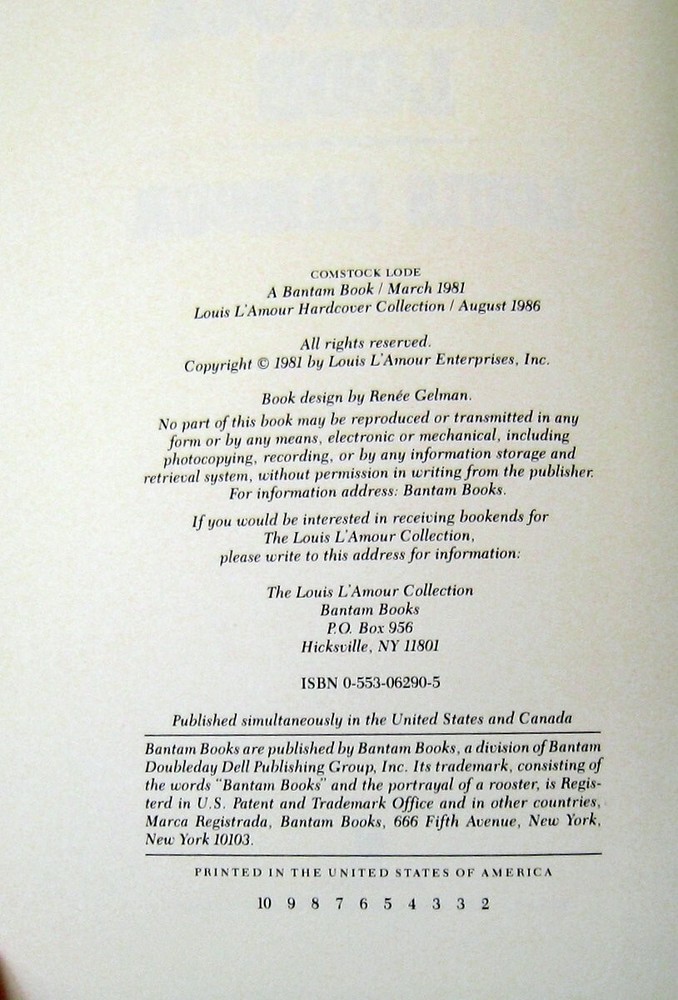 COMSTOCK LODE
A Bantam Book / March 1981
Louis L'Amour Hardcover Collection / August 1986
All rights reserved.
Copyright © 1981 by Louis L'Amour Enterprises, Inc.
Book design by Renée Gelman.
No part of this book may be reproduced or transmitted in any
form or by any means, electronic or mechanical, including
photocopying, recording, or by any information storage and
retrieval system, without permission in writing from the publisher.
For information address: Bantam Books.
If you would be interested in receiving bookends for
The Louis L'Amour Collection,
please write to this address for information:
The Louis L'Amour Collection
Bantam Books
P.O. Box 956
Hicksville, NY 11801
ISBN 0-553-06290-5
Published simultaneously in the United States and Canada
Bantam Books are published by Bantam Books, a division of Bantam
Doubleday Dell Publishing Group, Inc. Its trademark, consisting of
the words "Bantam Books" and the portrayal of a rooster, is Regis-
terd in U.S. Patent and Trademark Office and in other countries,
Marca Registrada, Bantam Books, 666 Fifth Avenue, New York,
New York 10103.
PRINTED IN THE UNITED STATES OF AMERICA
10 9 8 7 6 5 4 3 3 2